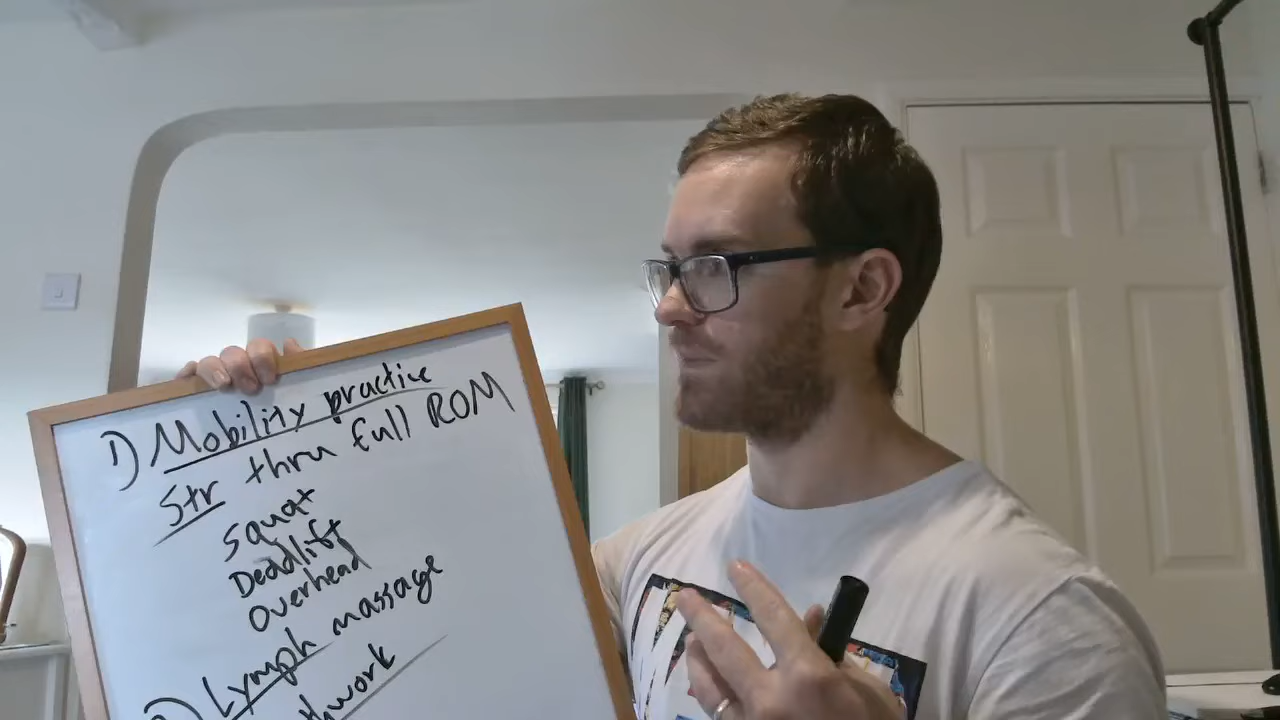 1) Mobility practice
Str thru full ROM
Squat
Deadlift
Overhead
Lymph massage